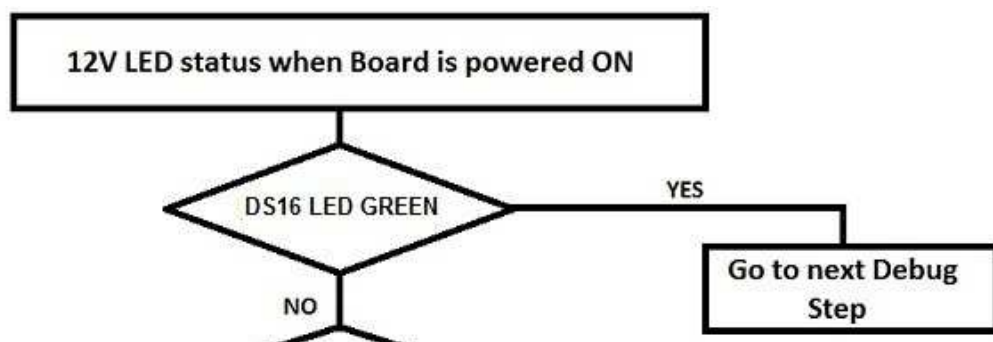 12V LED status when Board is powered ON
DS16 LED GREEN
YES
Go to next Debug
Step
NO